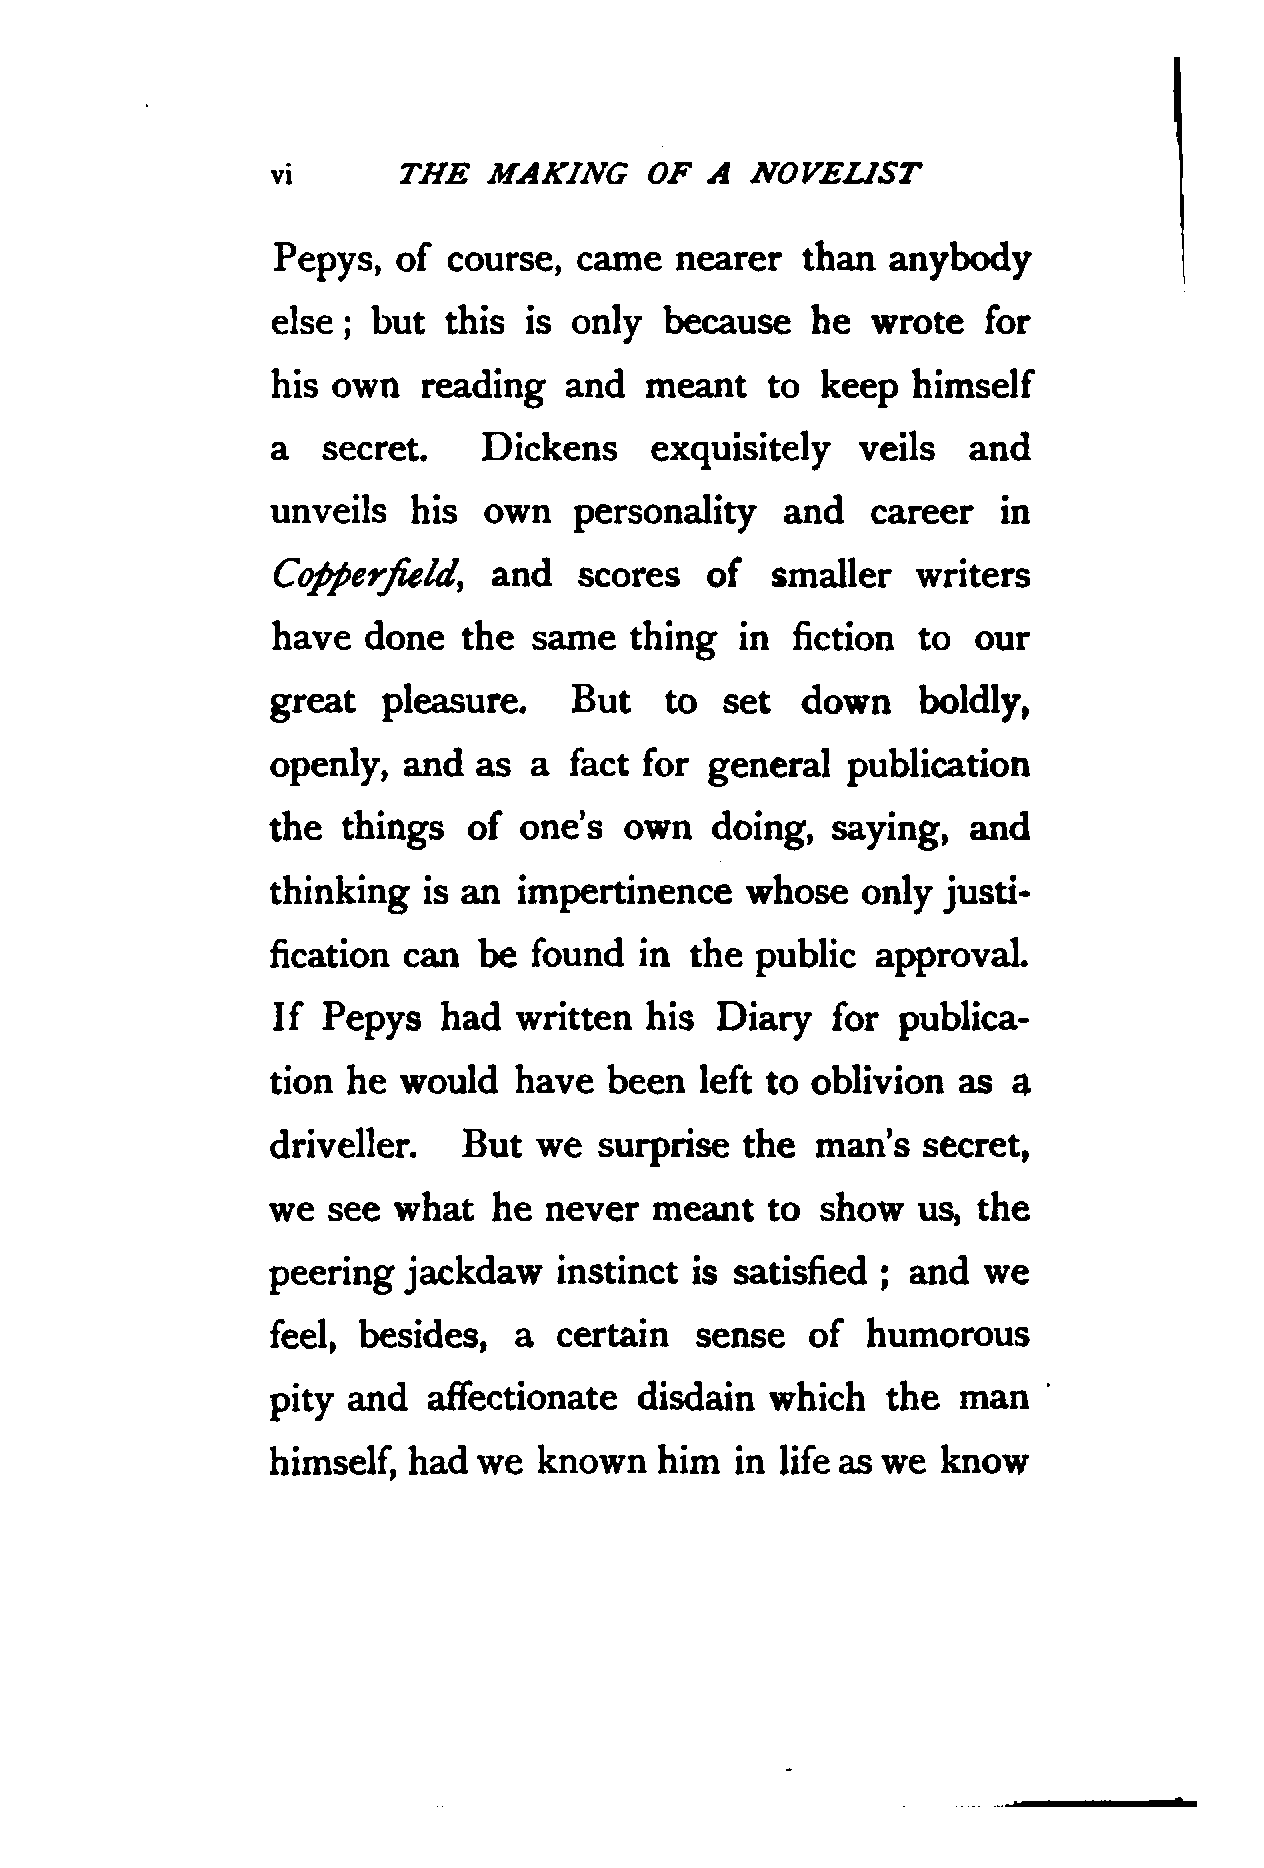 vi THE MAKING OF A NOVELIST
Pepys, of course, came nearer than anybody
else ; but this is only because he wrote for
his own reading and meant to keep himself
a secret. Dickens exquisitely veils and
unveils his own personality and career in
Copperfield, and scores of smaller writers
have done the same thing in fiction to our
great pleasure. But to set down boldly,
openly, and as a fact for general publication
the things of one's own doing, saying, and
thinking is an impertinence whose only justi-
fication can be found in the public approval.
If Pepys had written his Diary for publica-
tion he would have been left to oblivion as a
driveller. But we surprise the man's secret,
we see what he never meant to show us, the
peering jackdaw instinct is satisfied ; and we
feel, besides, a certain sense of humorous
pity and affectionate disdain which the man
himself, had we known him in life as we know